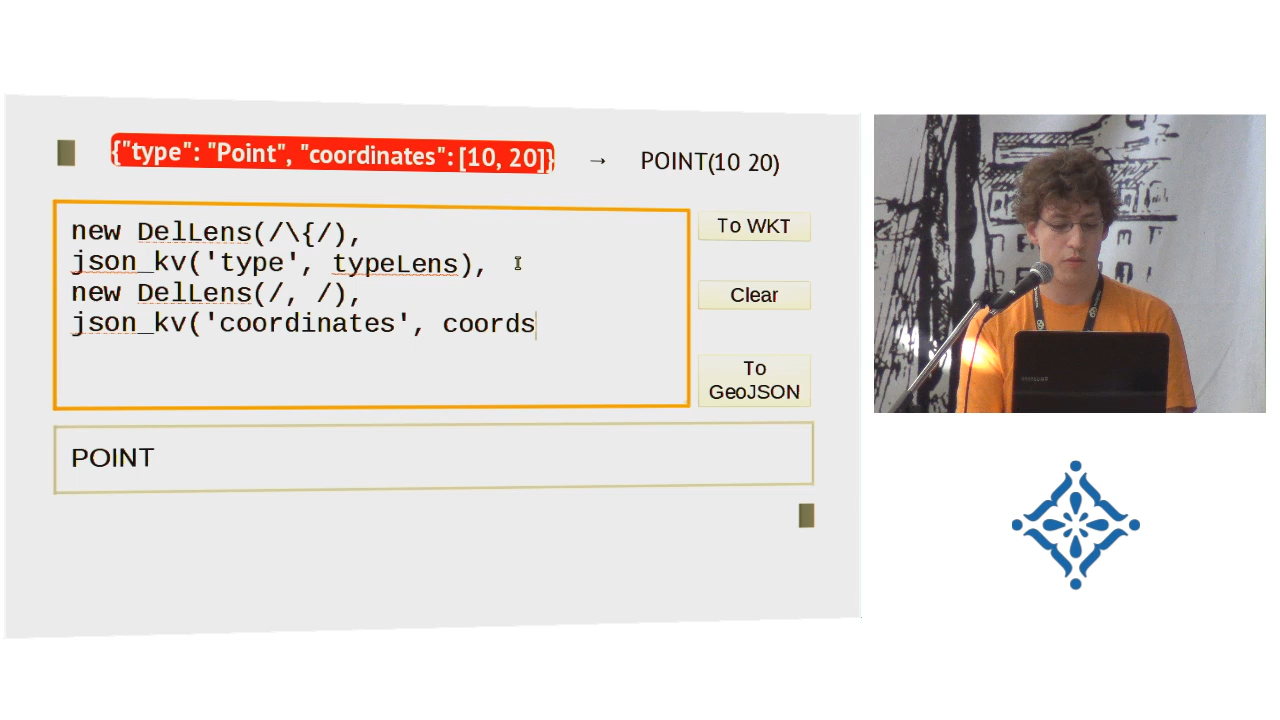 {"type": "Point", "coordinates": [10, 20]} → POINT(10 20)
new DelLens(/\{/),
json_kv('type', typeLens),
new DelLens(/, /),
json_kv('coordinates', coords
To WKT
Clear
To
GeoJSON
POINT
SAMSUNG